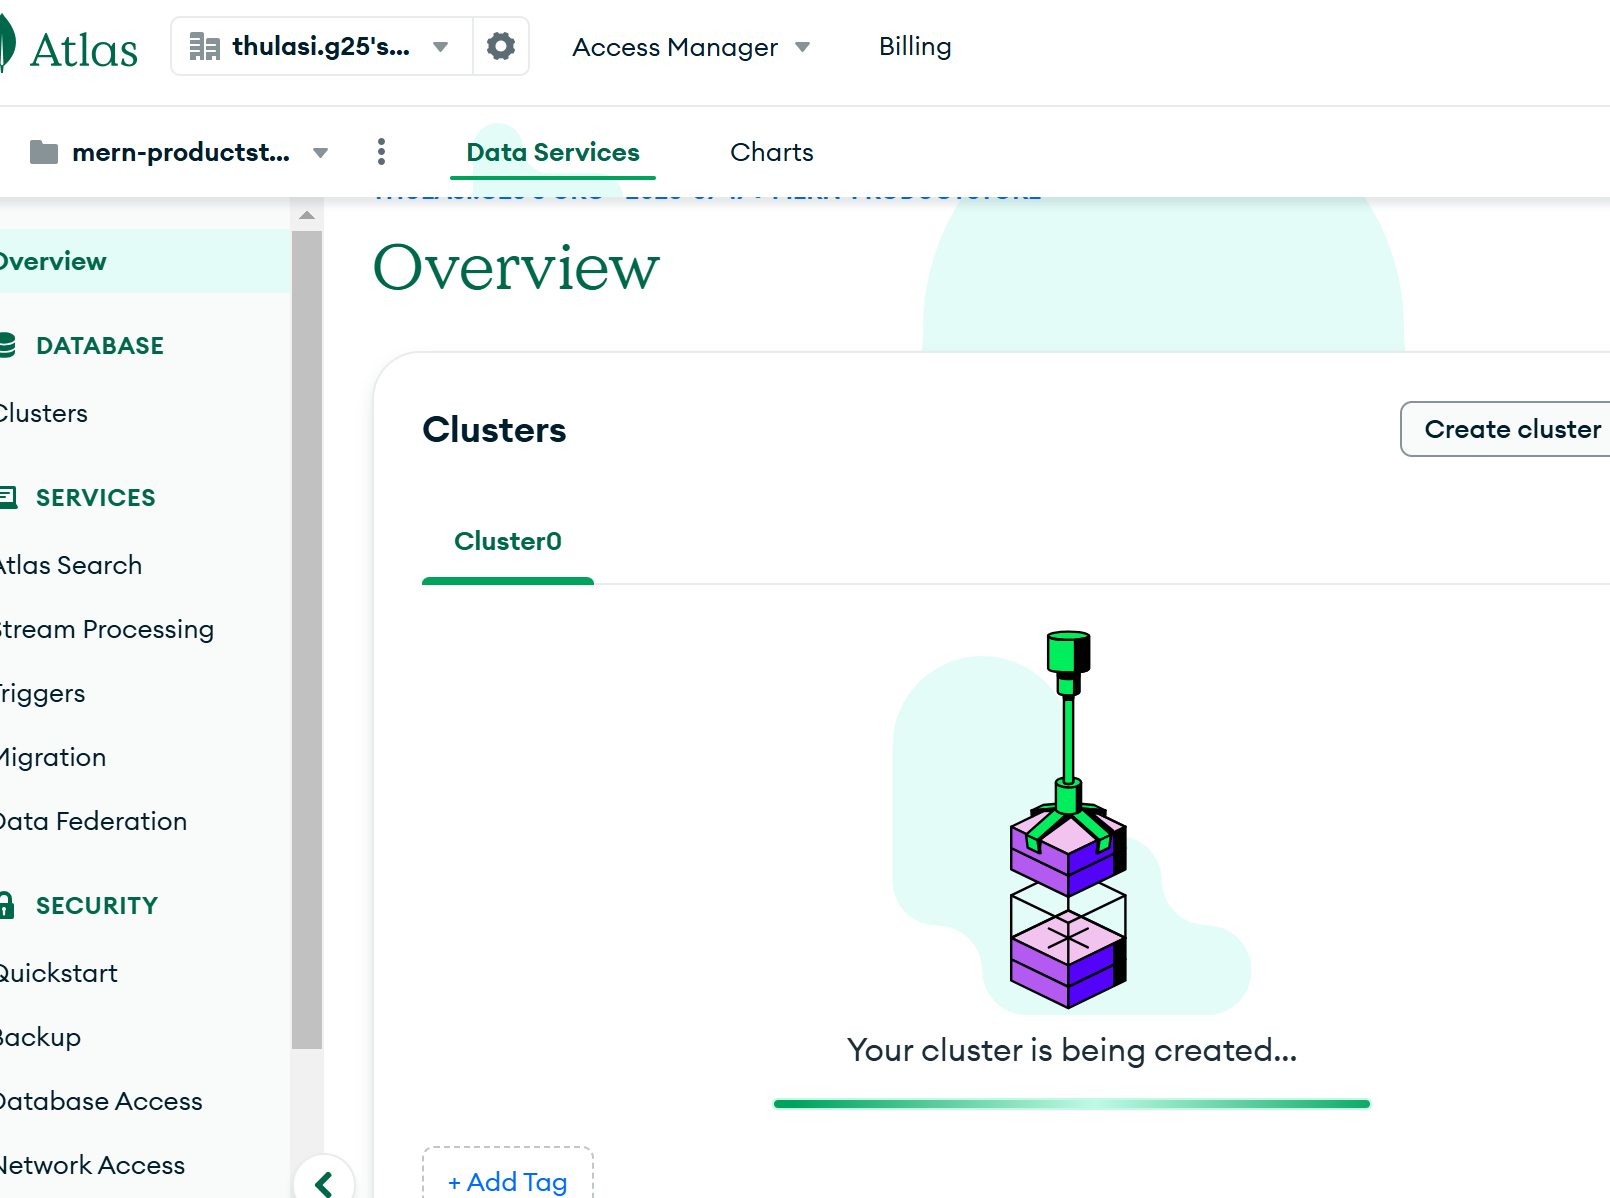 Atlas
thulasi.g25's...
Access Manager
Billing
mern-productst...
Data Services
Charts
Overview
DATABASE
Clusters
SERVICES
Atlas Search
Stream Processing
Triggers
Migration
Data Federation
SECURITY
Quickstart
Backup
Database Access
Network Access
Overview
Clusters
Create cluster
Cluster0
Your cluster is being created...
+ Add Tag